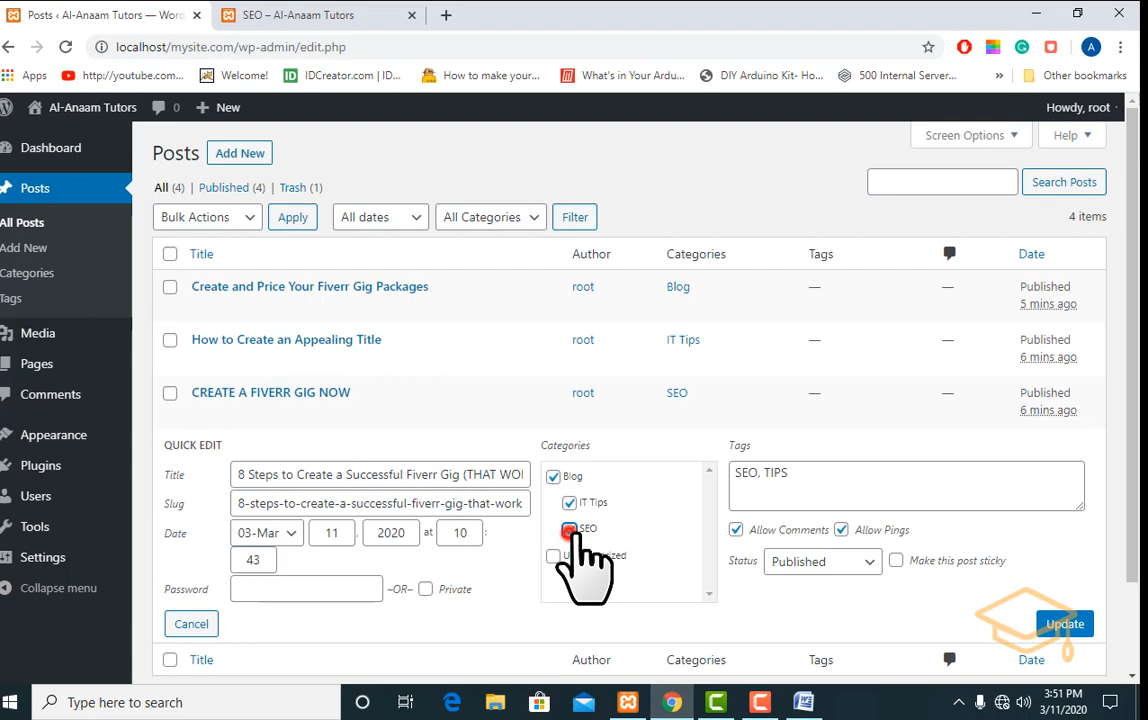 Posts ‹ Al-Anaam Tutors — Word
SEO – Al-Anaam Tutors
localhost/mysite.com/wp-admin/edit.php
A
Apps
http://youtube.com...
Welcome!
ID
IDCreator.com | ID...
How to make your...
What's in Your Ardu...
DIY Arduino Kit- Ho...
500 Internal Server...
Other bookmarks
Al-Anaam Tutors
0
New
Howdy, root
Dashboard
Posts
All Posts
Add New
Categories
Tags
Media
Pages
Comments
Appearance
Plugins
Users
Tools
Settings
Collapse menu
Screen Options
Help
Posts
Add New
All (4) | Published (4) | Trash (1)
Search Posts
Bulk Actions
Apply
All dates
All Categories
Filter
4 items
Title
Author
Categories
Tags
Date
Create and Price Your Fiverr Gig Packages
root
Blog
—
—
Published
5 mins ago
How to Create an Appealing Title
root
IT Tips
—
—
Published
6 mins ago
CREATE A FIVERR GIG NOW
root
SEO
—
—
Published
6 mins ago
QUICK EDIT
Title
8 Steps to Create a Successful Fiverr Gig (THAT WOI
Slug
8-steps-to-create-a-successful-fiverr-gig-that-work
Date
03-Mar
11
,
2020
at
10
:
43
Password
–OR–
Private
Categories
Blog
IT Tips
SEO
Tags
SEO, TIPS
Allow Comments
Allow Pings
Status
Published
Make this post sticky
Cancel
Update
Title
Author
Categories
Tags
Date
Type here to search
3:51 PM
3/11/2020